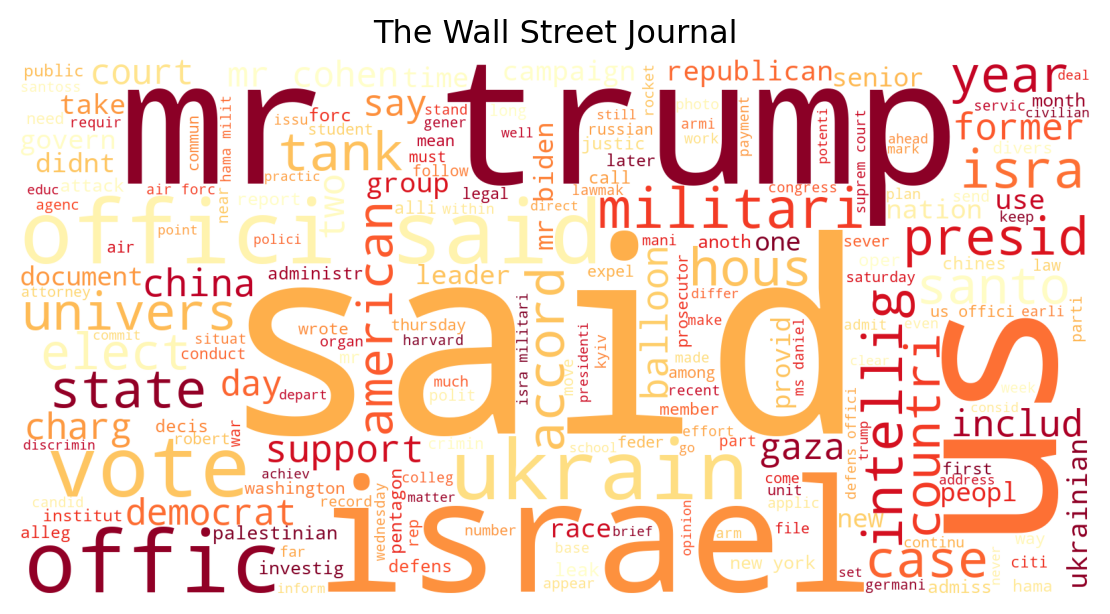 The Wall Street Journal
public
santoss
court
mr cohen
time
campaign
rocket
republican
senior
year
deal
servic
month
civilian
need
take
requir
mr trump
say
forc
issu
stand
gener
long
well
still
russian
photo
armi
work
payment
potenti
ahead
mark
former
divers
govern
didnt
commun
tank
student
mean
must
follow
justic
later
call
lawmak
congress
suprem court
isra
attack
educ
agenc
air forc
near
hama milit
practic
two
group
legal
mr biden
militari
plan
nation
send
use
keep
report
alli
within
direct
offici said
air
point
polici
american
mani
anoth
one
sever
presid
document
china
administr
leader
accord
expel
balloon
hous
prosecutor
differ
saturday
open
chines
law
santo
attorney
univers
wrote
organ
thursday
harvard
isra militari
said
move
presidenti
kyiv
made
make
among
recent
provid
ms daniel
admit
even
us offici
earli
parti
commit
situat
conduct
mr
elect
state
day
depart
much
polit
member
clear
intellig
countri
week
consid
us
charg
decis
robert
war
discrimin
support
crimin
school
feder
go
effort
part
gaza
trump
defens offici
includ
vote
achiev
washington
colleg
matter
ukrain
come
unit
first
address
peopl
ukrainian
candid
institut
democrat
record
wednesday
pentagon
rep
number
race
brief
opinion
applic
file
new
alleg
offic
palestinian
far
investig
inform
defens
israel
base
leak
appear
arm
new york
set
case
continu
germani
admiss
never
way
citi
hama